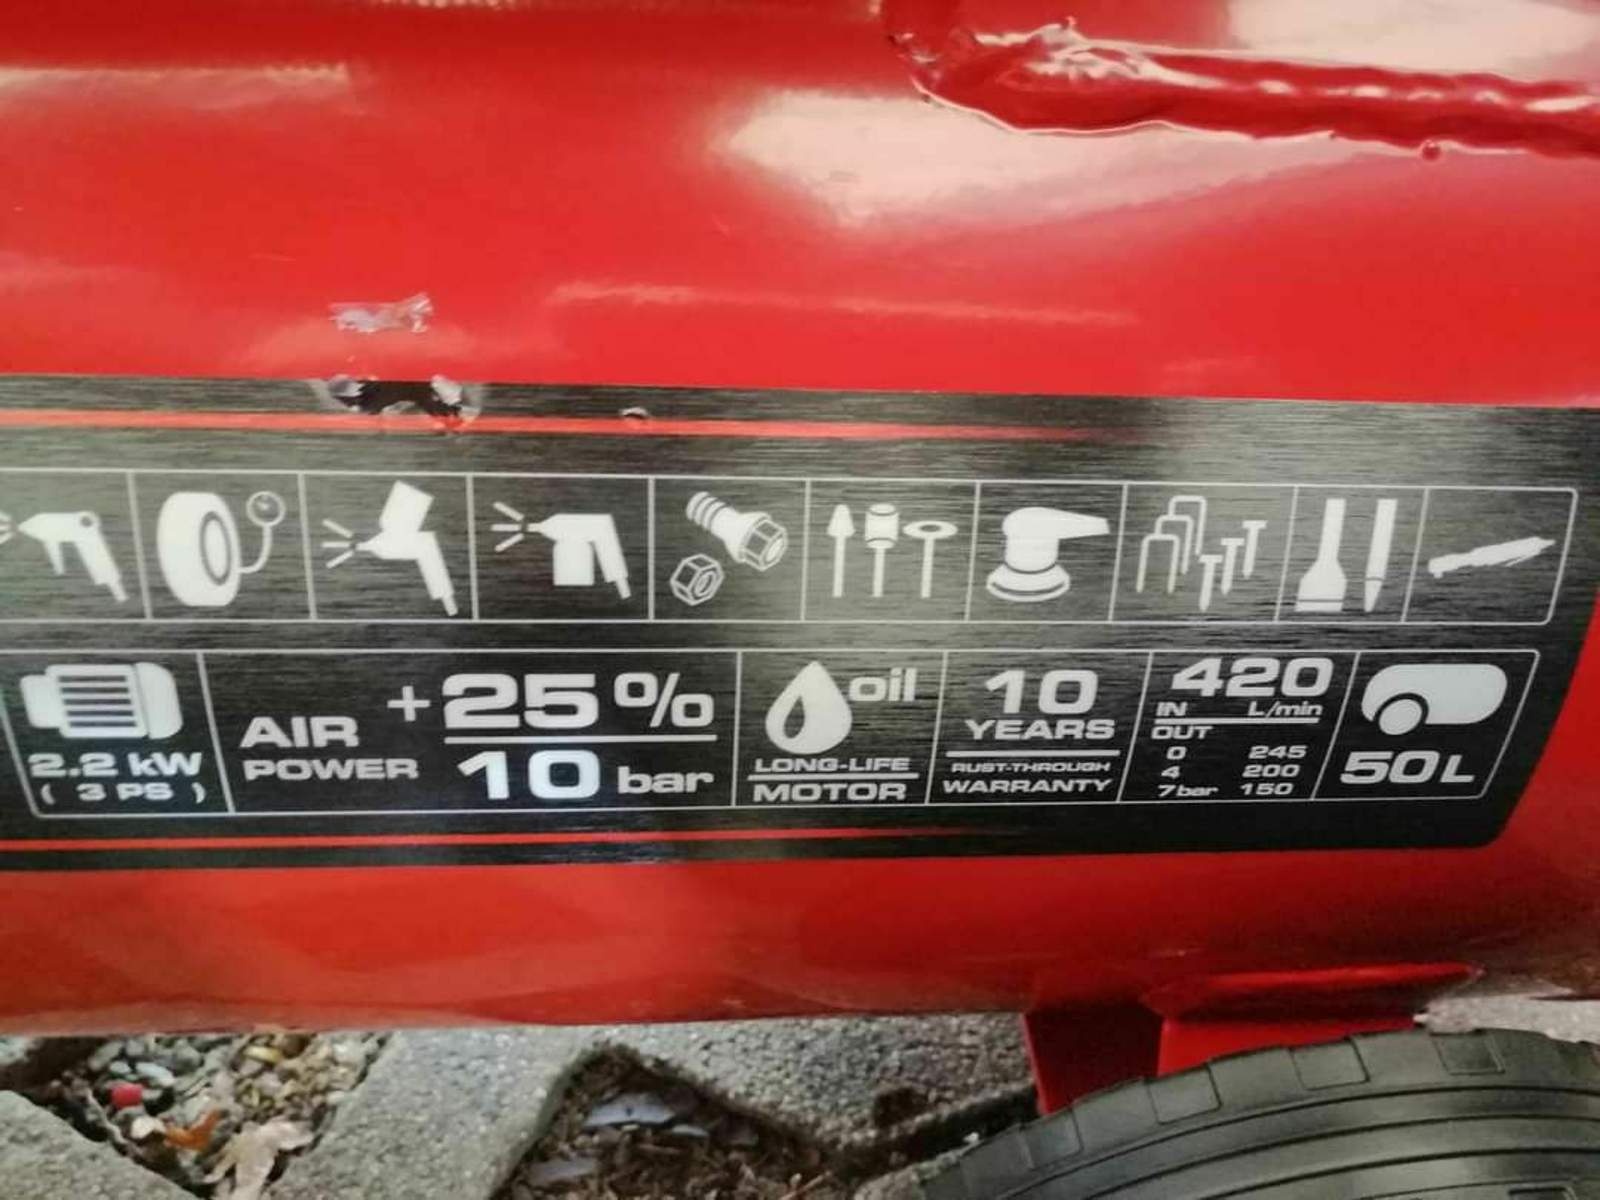 2.2 kW
( 3 PS )
AIR
POWER
+25%
10 bar
oil
LONG-LIFE
MOTOR
10
YEARS
RUST-THROUGH
WARRANTY
420
IN L/min
OUT
0 245
4 200
7bar 150
50L